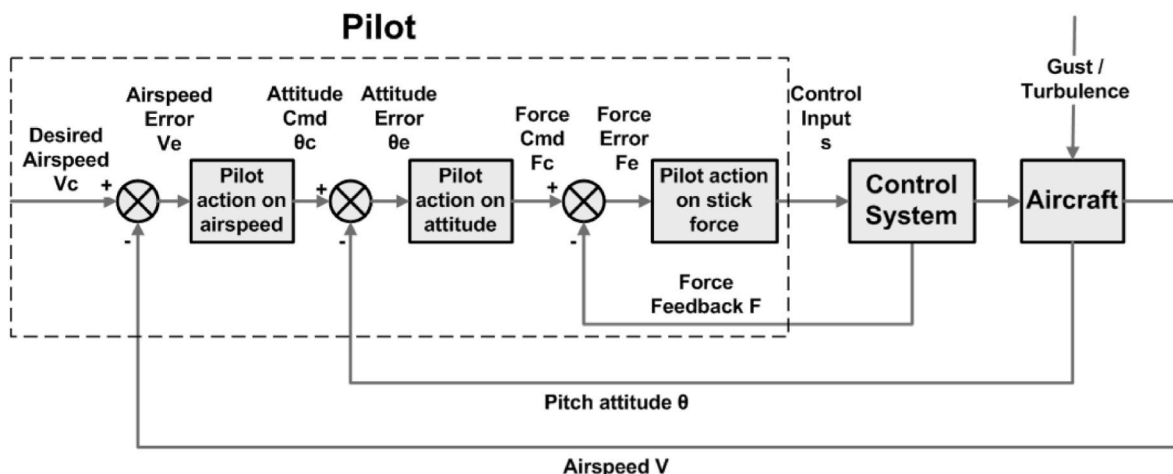 Pilot
Gust /
Turbulence
Desired
Airspeed
Vc
+
-
Airspeed
Error
Ve
Pilot
action on
airspeed
Attitude
Cmd
θc
+
-
Attitude
Error
θe
Pilot
action on
attitude
Force
Cmd
Fc
+
-
Force
Error
Fe
Pilot action
on stick
force
Control
Input
s
Control
System
Aircraft
Force
Feedback F
Pitch attitude θ
Airspeed V